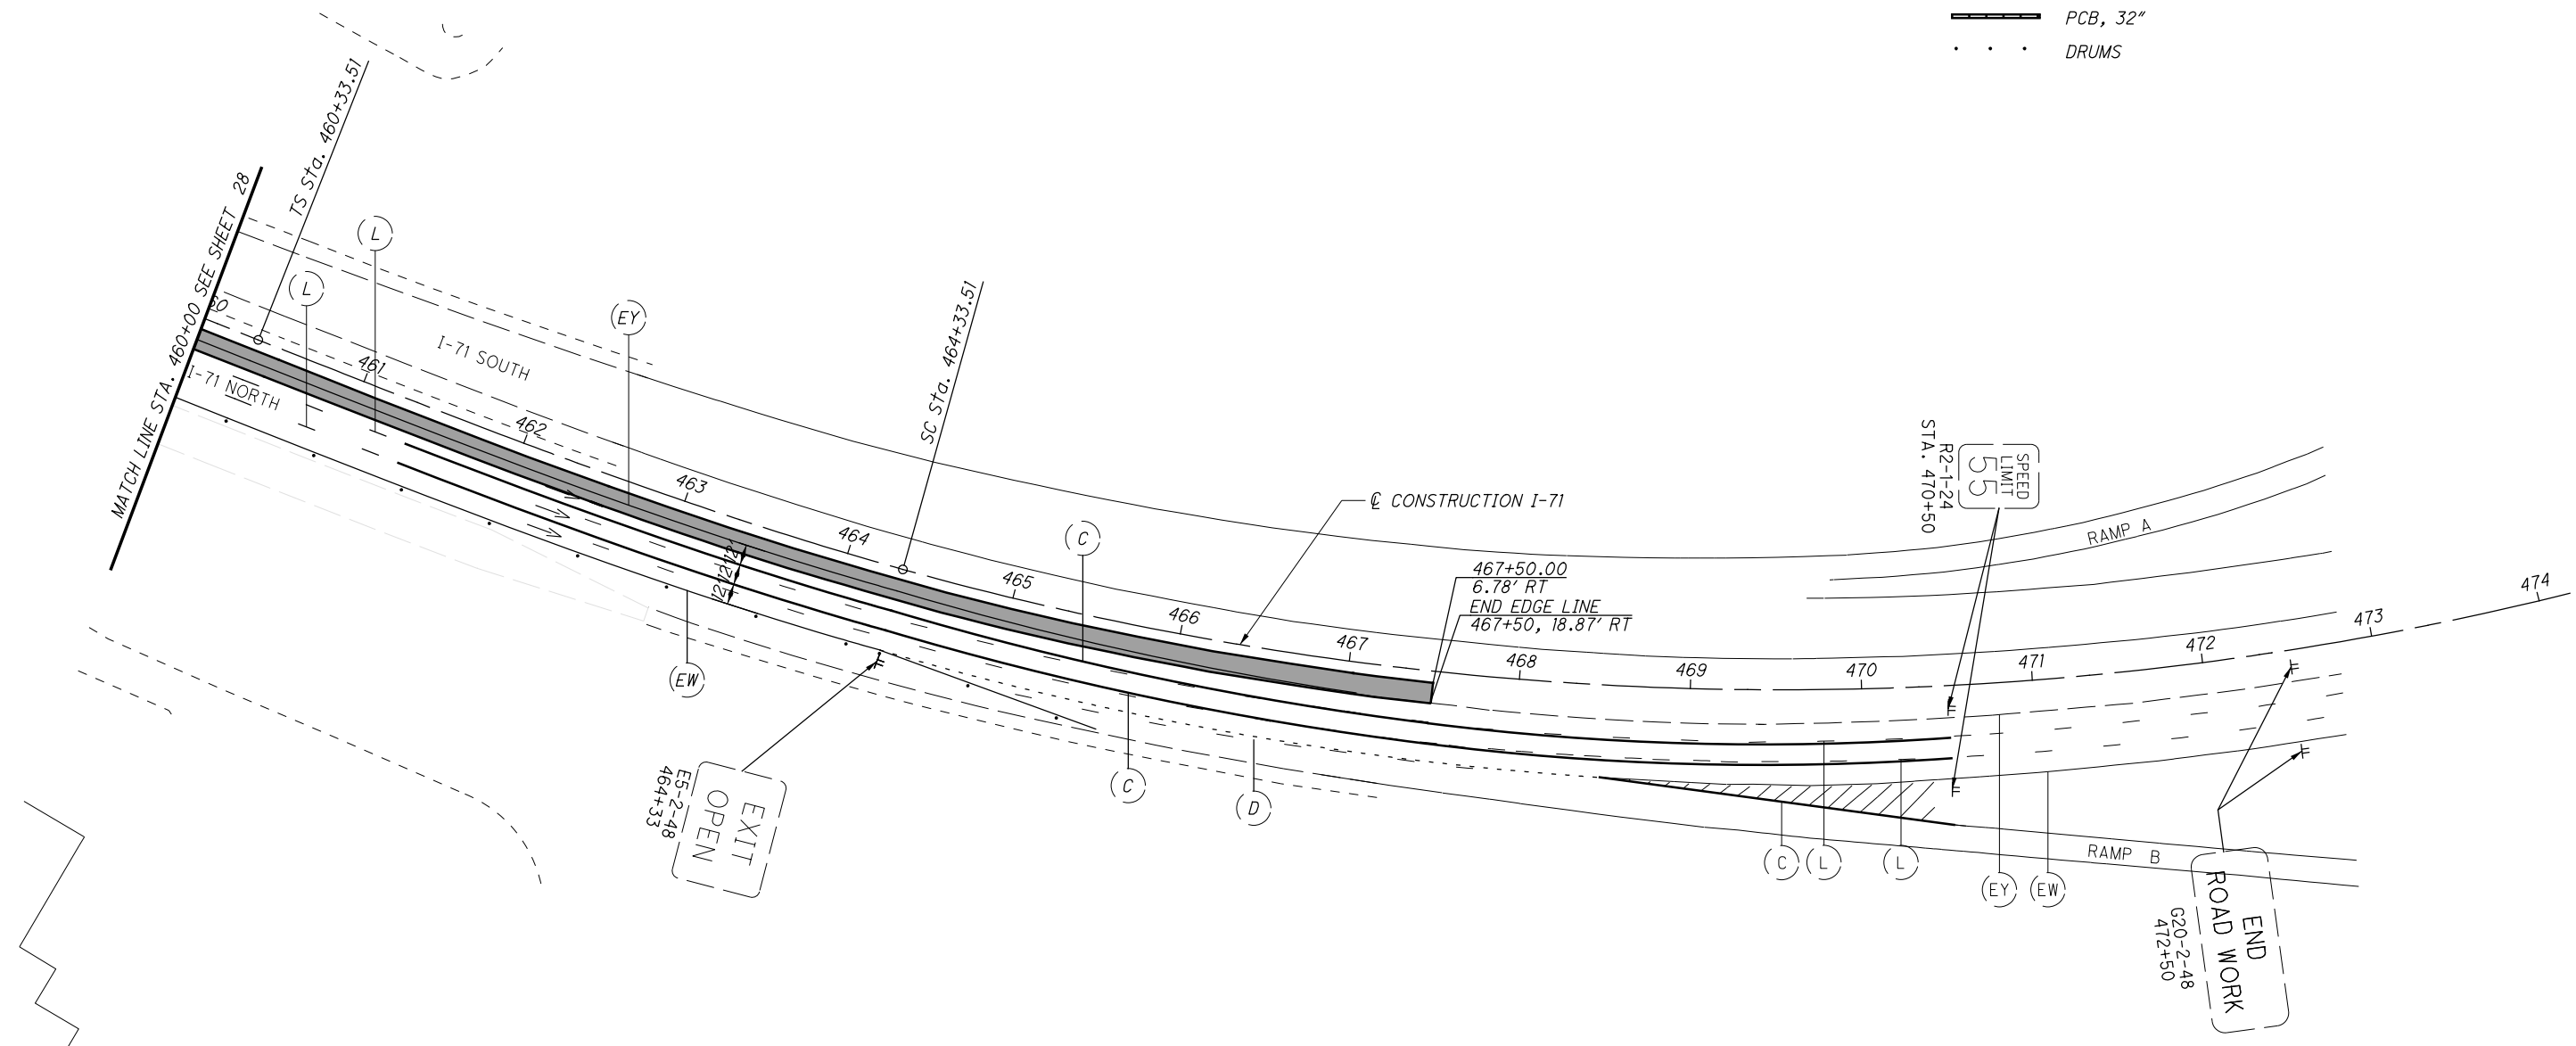 PCB, 32"
DRUMS
TS Sta. 460+33.51
MATCH LINE STA. 460+00 SEE SHEET 28
L
L
EY
I-71 SOUTH
I-71 NORTH
SC Sta. 464+33.51
461
462
463
464
465
466
467
468
469
470
471
472
473
474
12'
12'
12'
EW
C
℄ CONSTRUCTION I-71
467+50.00
6.78' RT
END EDGE LINE
467+50, 18.87' RT
SPEED
LIMIT
55
R2-1-24
STA. 470+50
RAMP A
EXIT
OPEN
E5-2-48
464+33
C
D
C
L
L
EY
EW
RAMP B
END
ROAD WORK
G20-2-48
472+50